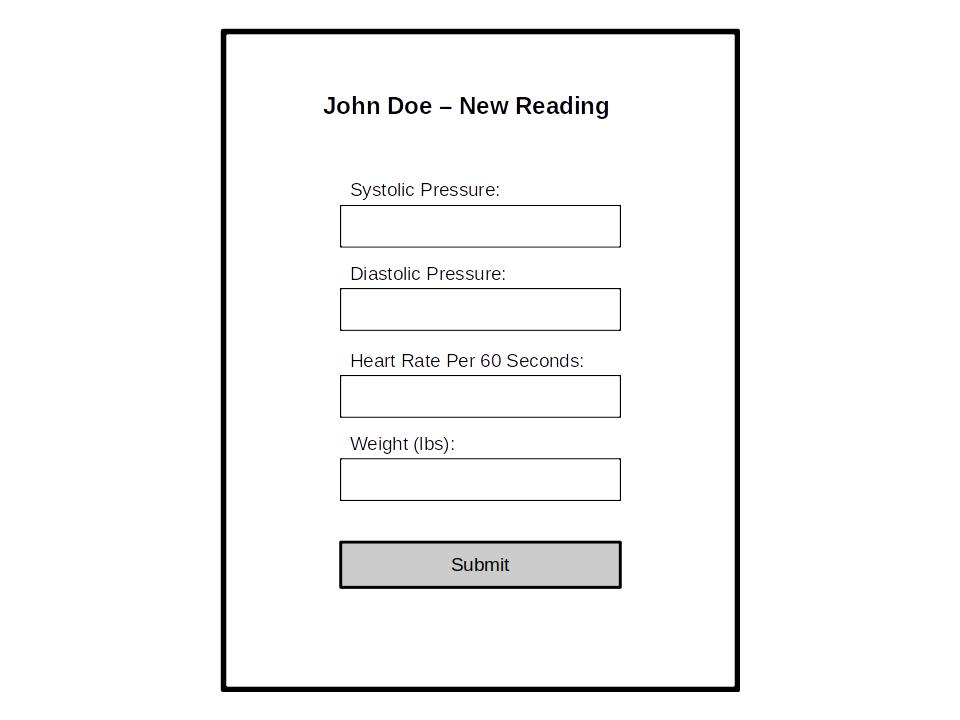 John Doe – New Reading
Systolic Pressure:
Diastolic Pressure:
Heart Rate Per 60 Seconds:
Weight (lbs):
Submit